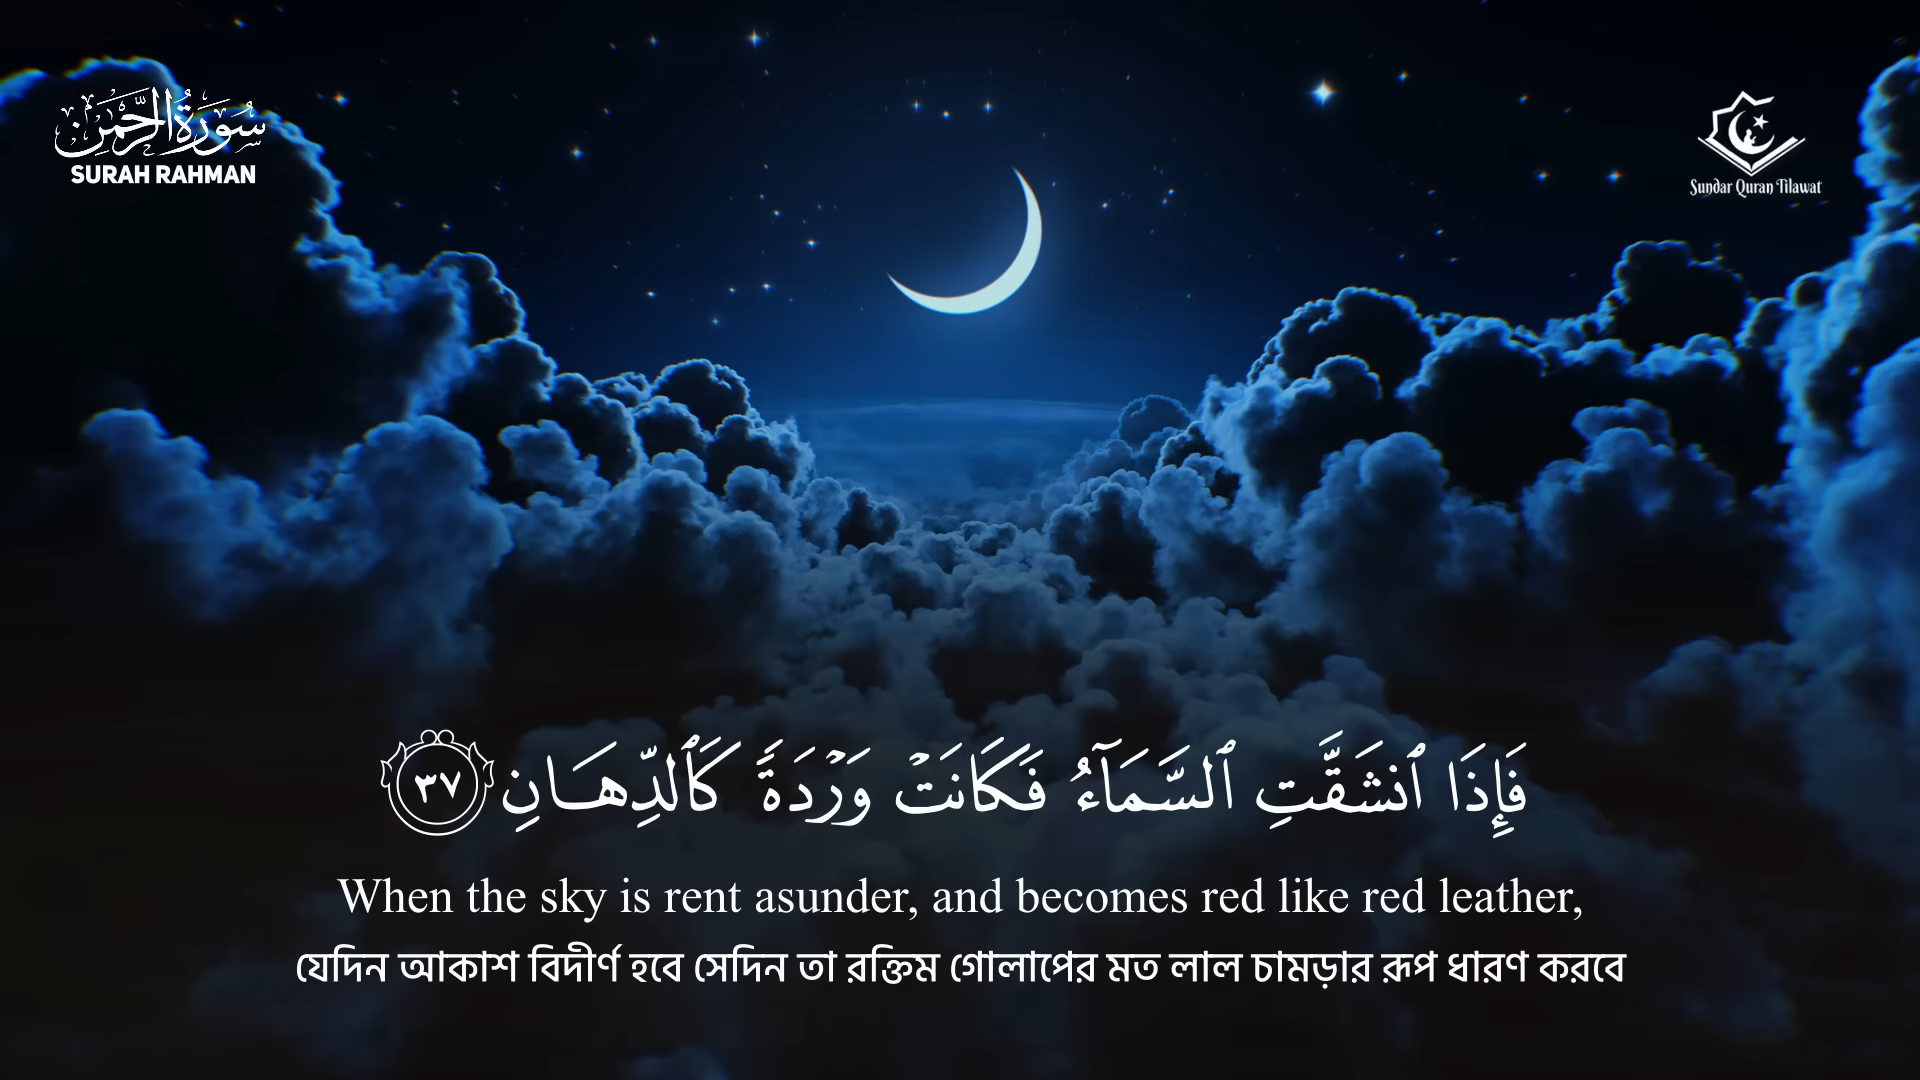 سُورَةُ الرَّحْمَٰن
SURAH RAHMAN
Sundar Quran Tilawat
فَإِذَا ٱنشَقَّتِ ٱلسَّمَآءُ فَكَانَتْ وَرْدَةً كَٱلدِّهَـانِ ٣٧
When the sky is rent asunder, and becomes red like red leather,
যেদিন আকাশ বিদীর্ণ হবে সেদিন তা রক্তিম গোলাপের মত লাল চামড়ার রূপ ধারণ করবে